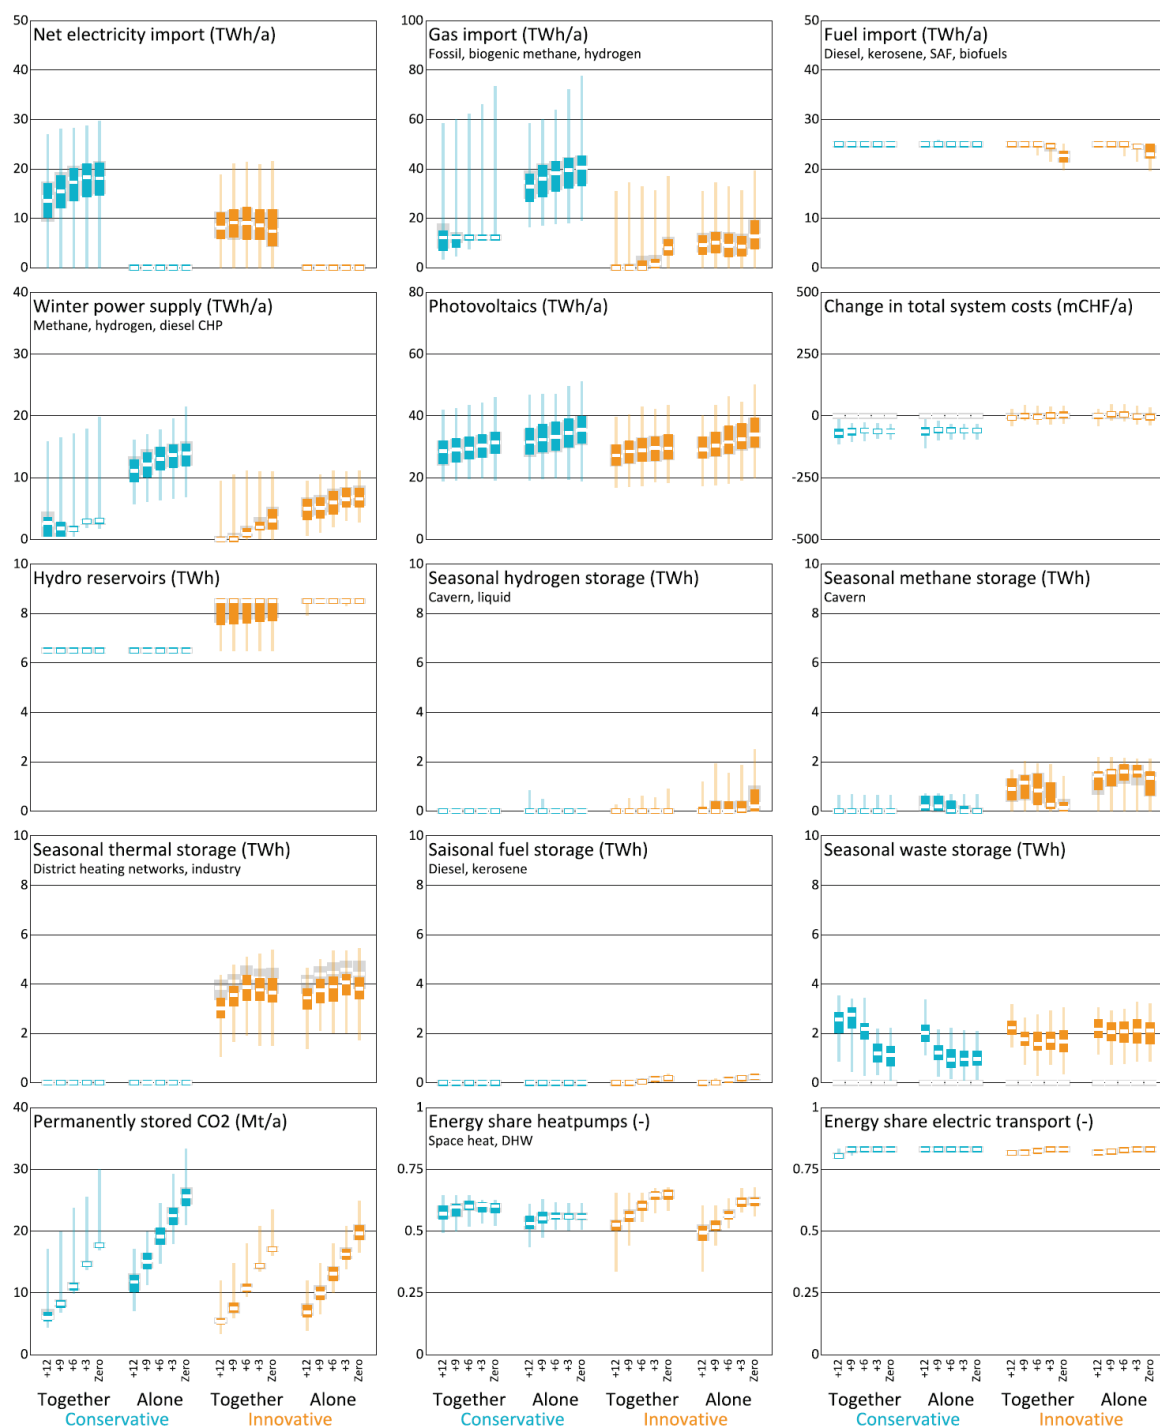 Net electricity import (TWh/a)
50
40
30
20
10
0
Gas import (TWh/a)
Fossil, biogenic methane, hydrogen
100
80
60
40
20
0
Fuel import (TWh/a)
Diesel, kerosene, SAF, biofuels
50
40
30
20
10
0
Winter power supply (TWh/a)
Methane, hydrogen, diesel CHP
40
30
20
10
0
Photovoltaics (TWh/a)
80
60
40
20
0
Change in total system costs (mCHF/a)
500
250
0
-250
-500
Hydro reservoirs (TWh)
10
8
6
4
2
0
Seasonal hydrogen storage (TWh)
Cavern, liquid
10
8
6
4
2
0
Seasonal methane storage (TWh)
Cavern
10
8
6
4
2
0
Seasonal thermal storage (TWh)
District heating networks, industry
10
8
6
4
2
0
Saisonal fuel storage (TWh)
Diesel, kerosene
10
8
6
4
2
0
Seasonal waste storage (TWh)
10
8
6
4
2
0
Permanently stored CO2 (Mt/a)
40
30
20
10
0
Energy share heatpumps (-)
Space heat, DHW
1
0.75
0.5
0.25
0
Energy share electric transport (-)
1
0.75
0.5
0.25
0
+12 +9 +6 +3 Zero +12 +9 +6 +3 Zero +12 +9 +6 +3 Zero +12 +9 +6 +3 Zero
Together Alone Together Alone
Conservative Innovative
+12 +9 +6 +3 Zero +12 +9 +6 +3 Zero +12 +9 +6 +3 Zero +12 +9 +6 +3 Zero
Together Alone Together Alone
Conservative Innovative
+12 +9 +6 +3 Zero +12 +9 +6 +3 Zero +12 +9 +6 +3 Zero +12 +9 +6 +3 Zero
Together Alone Together Alone
Conservative Innovative